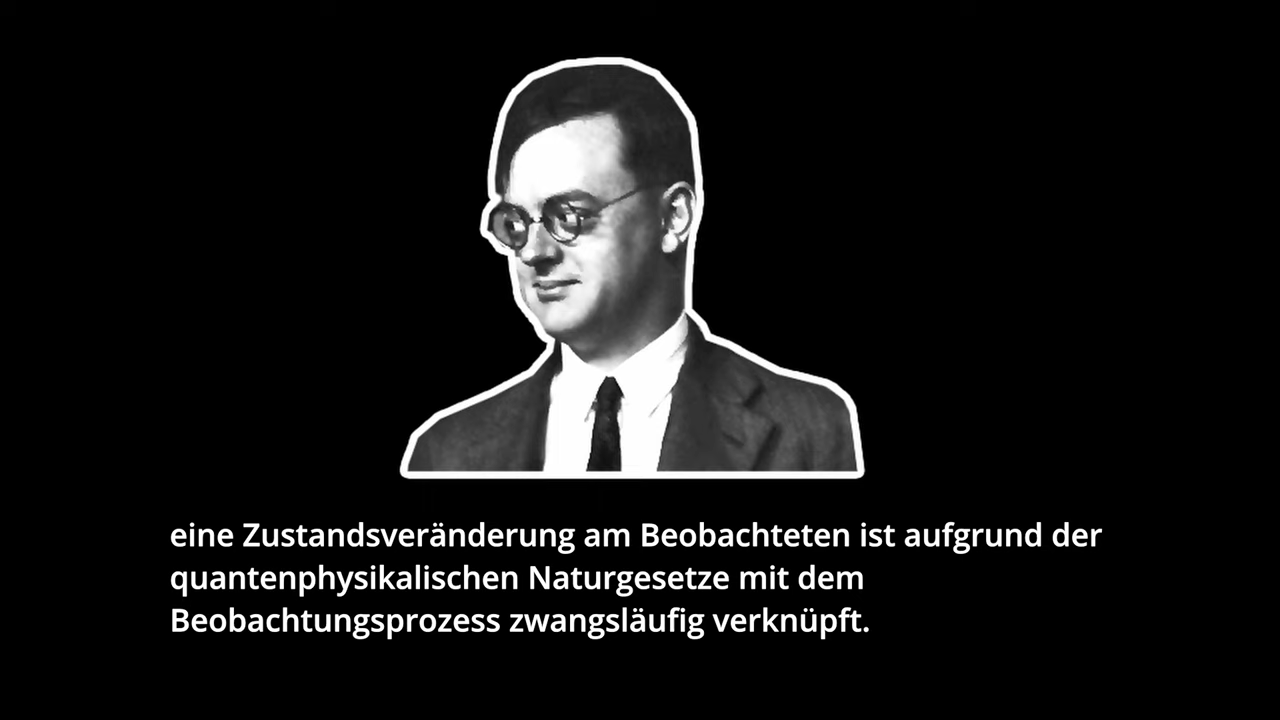 eine Zustandsveränderung am Beobachteten ist aufgrund der
quantenphysikalischen Naturgesetze mit dem
Beobachtungsprozess zwangsläufig verknüpft.